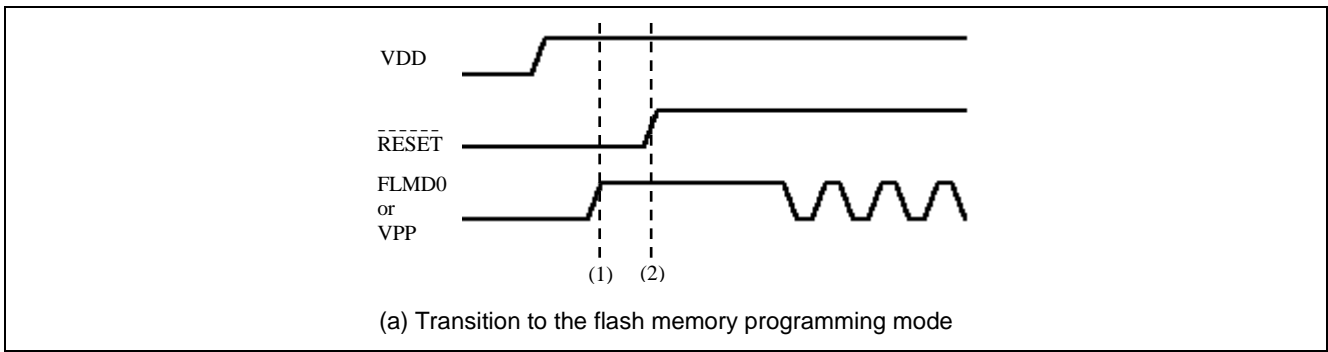 VDD
RESET
FLMD0
or
VPP
(1) (2)
(a) Transition to the flash memory programming mode